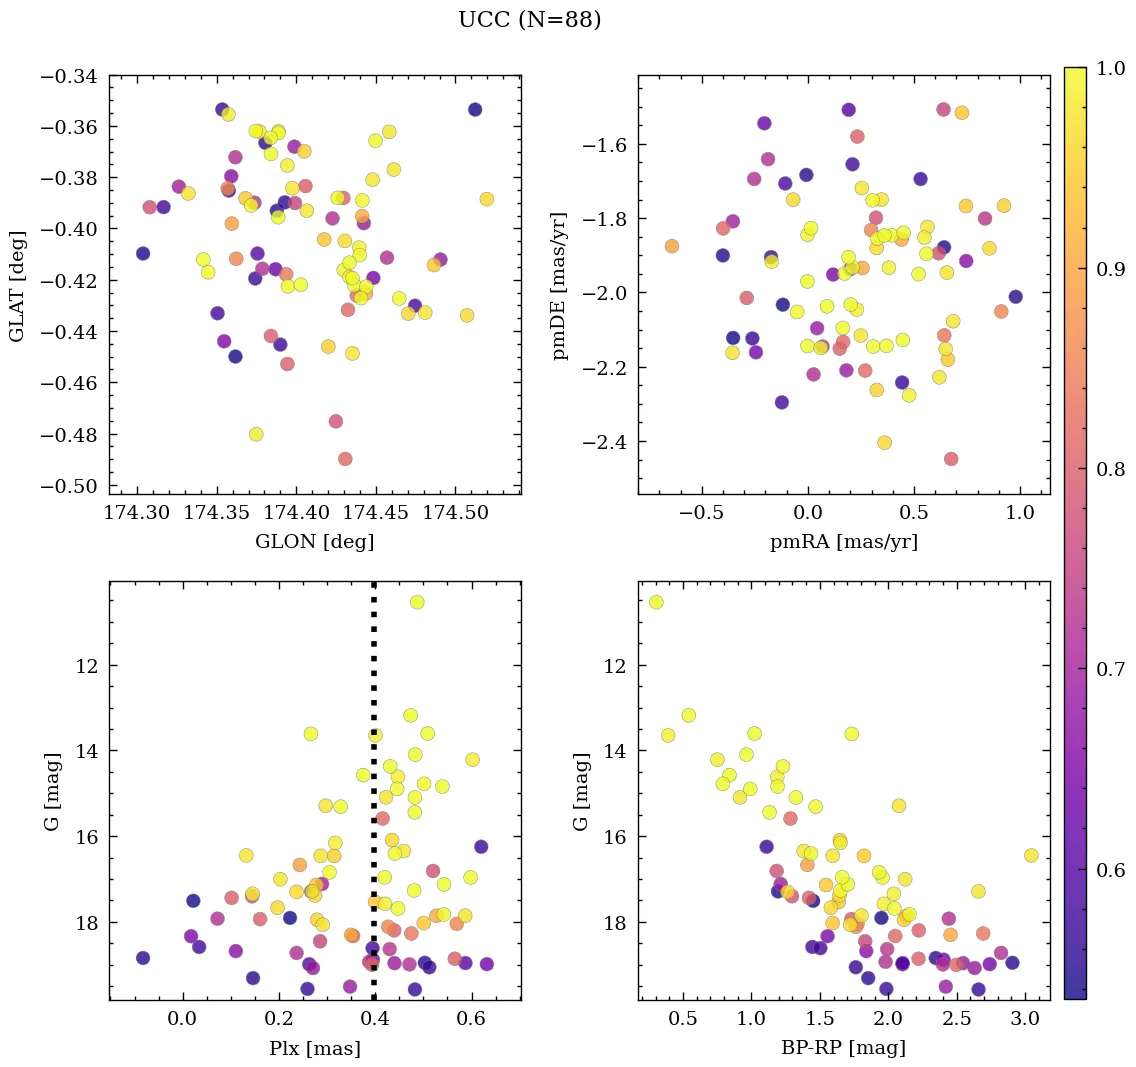 UCC (N=88)
−0.34
−0.36
−0.38
−0.40
−0.42
−0.44
−0.46
−0.48
−0.50
GLAT [deg]
174.30 174.35 174.40 174.45 174.50
GLON [deg]
−1.6
−1.8
−2.0
−2.2
−2.4
pmDE [mas/yr]
−0.5 0.0 0.5 1.0
pmRA [mas/yr]
12
14
16
18
G [mag]
0.0 0.2 0.4 0.6
Plx [mas]
12
14
16
18
G [mag]
0.5 1.0 1.5 2.0 2.5 3.0
BP-RP [mag]
1.0
0.9
0.8
0.7
0.6